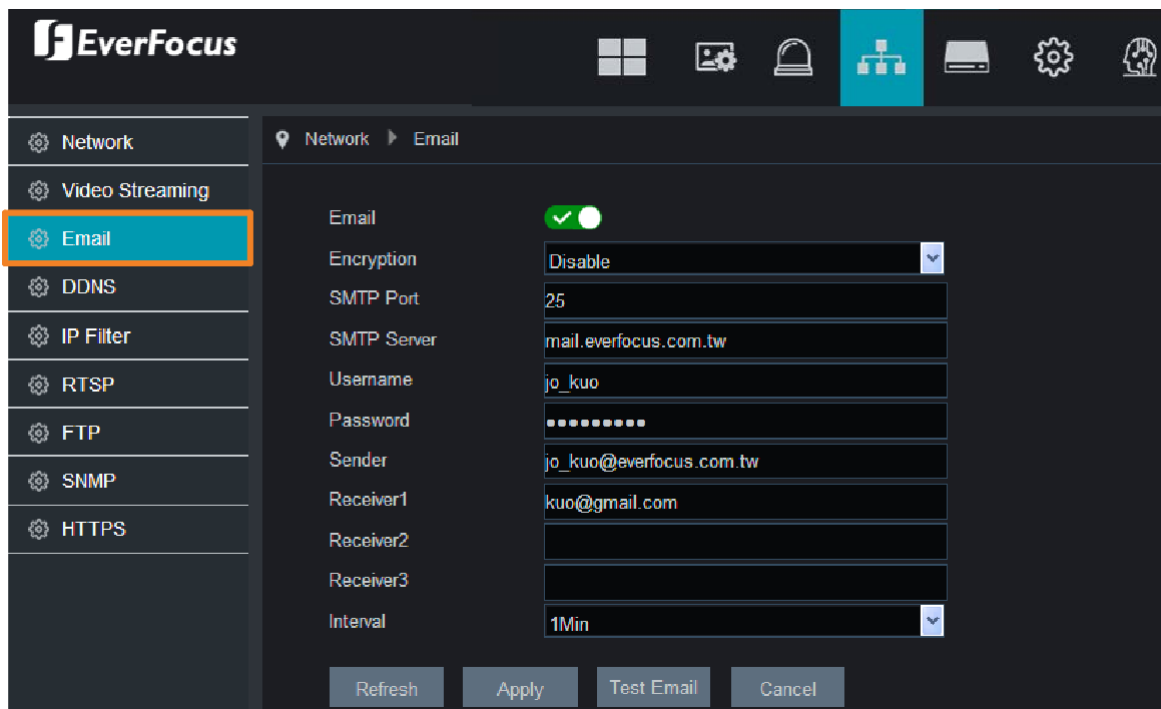 EverFocus
Network
Video Streaming
Email
DDNS
IP Filter
RTSP
FTP
SNMP
HTTPS
Network Email
Email
Encryption Disable
SMTP Port 25
SMTP Server mail.everfocus.com.tw
Username jo_kuo
Password •••••••••
Sender jo_kuo@everfocus.com.tw
Receiver1 kuo@gmail.com
Receiver2
Receiver3
Interval 1Min
Refresh Apply Test Email Cancel